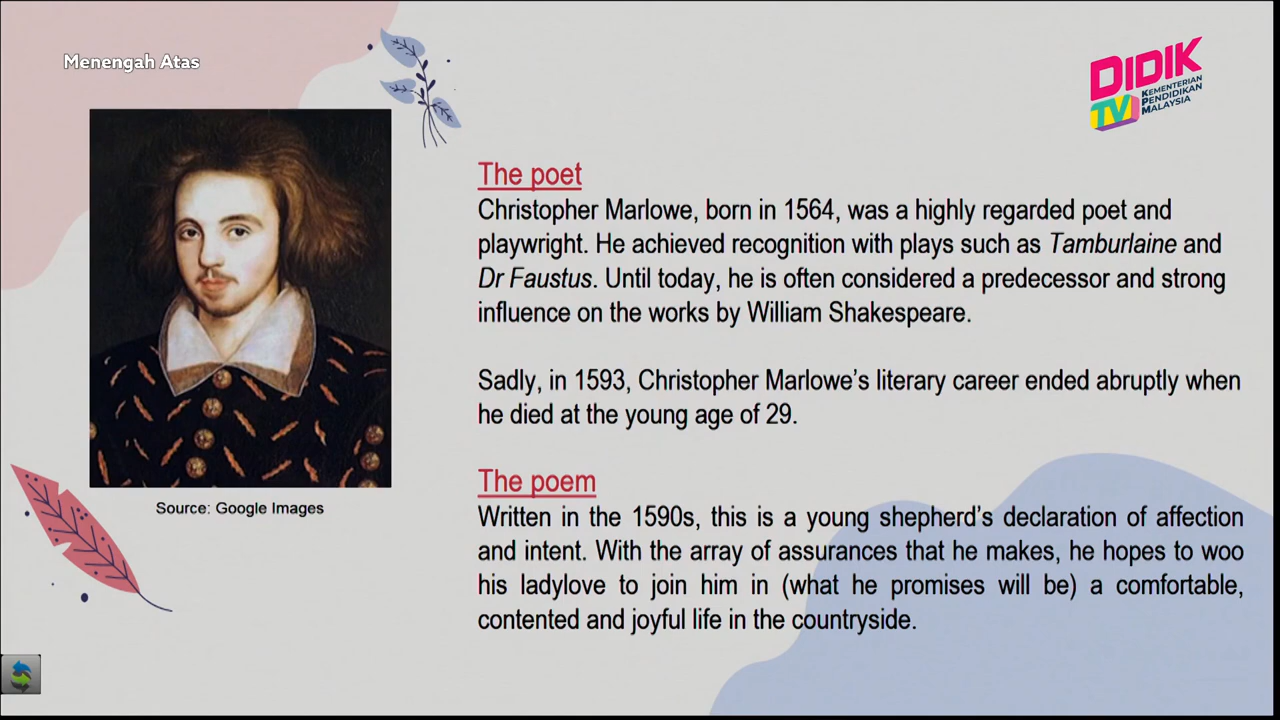 Menengah Atas
DIDIK
TV
KEMENTERIAN
PENDIDIKAN
MALAYSIA
The poet
Christopher Marlowe, born in 1564, was a highly regarded poet and
playwright. He achieved recognition with plays such as Tamburlaine and
Dr Faustus. Until today, he is often considered a predecessor and strong
influence on the works by William Shakespeare.
Sadly, in 1593, Christopher Marlowe’s literary career ended abruptly when
he died at the young age of 29.
The poem
Written in the 1590s, this is a young shepherd’s declaration of affection
and intent. With the array of assurances that he makes, he hopes to woo
his ladylove to join him in (what he promises will be) a comfortable,
contented and joyful life in the countryside.
Source: Google Images